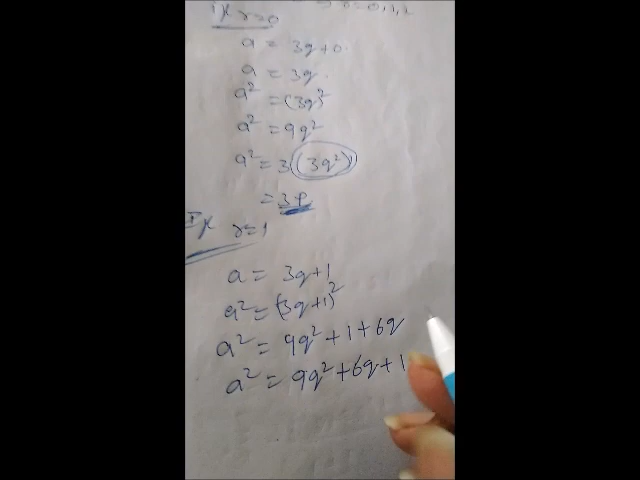 If r=0
a = 3q+0.
a = 3q.
a² = (3q)²
a² = 9q²
a² = 3(3q²)
= 3p
If r=1
a = 3q+1
a² = (3q+1)²
a² = 9q²+1+6q
a² = 9q²+6q+1